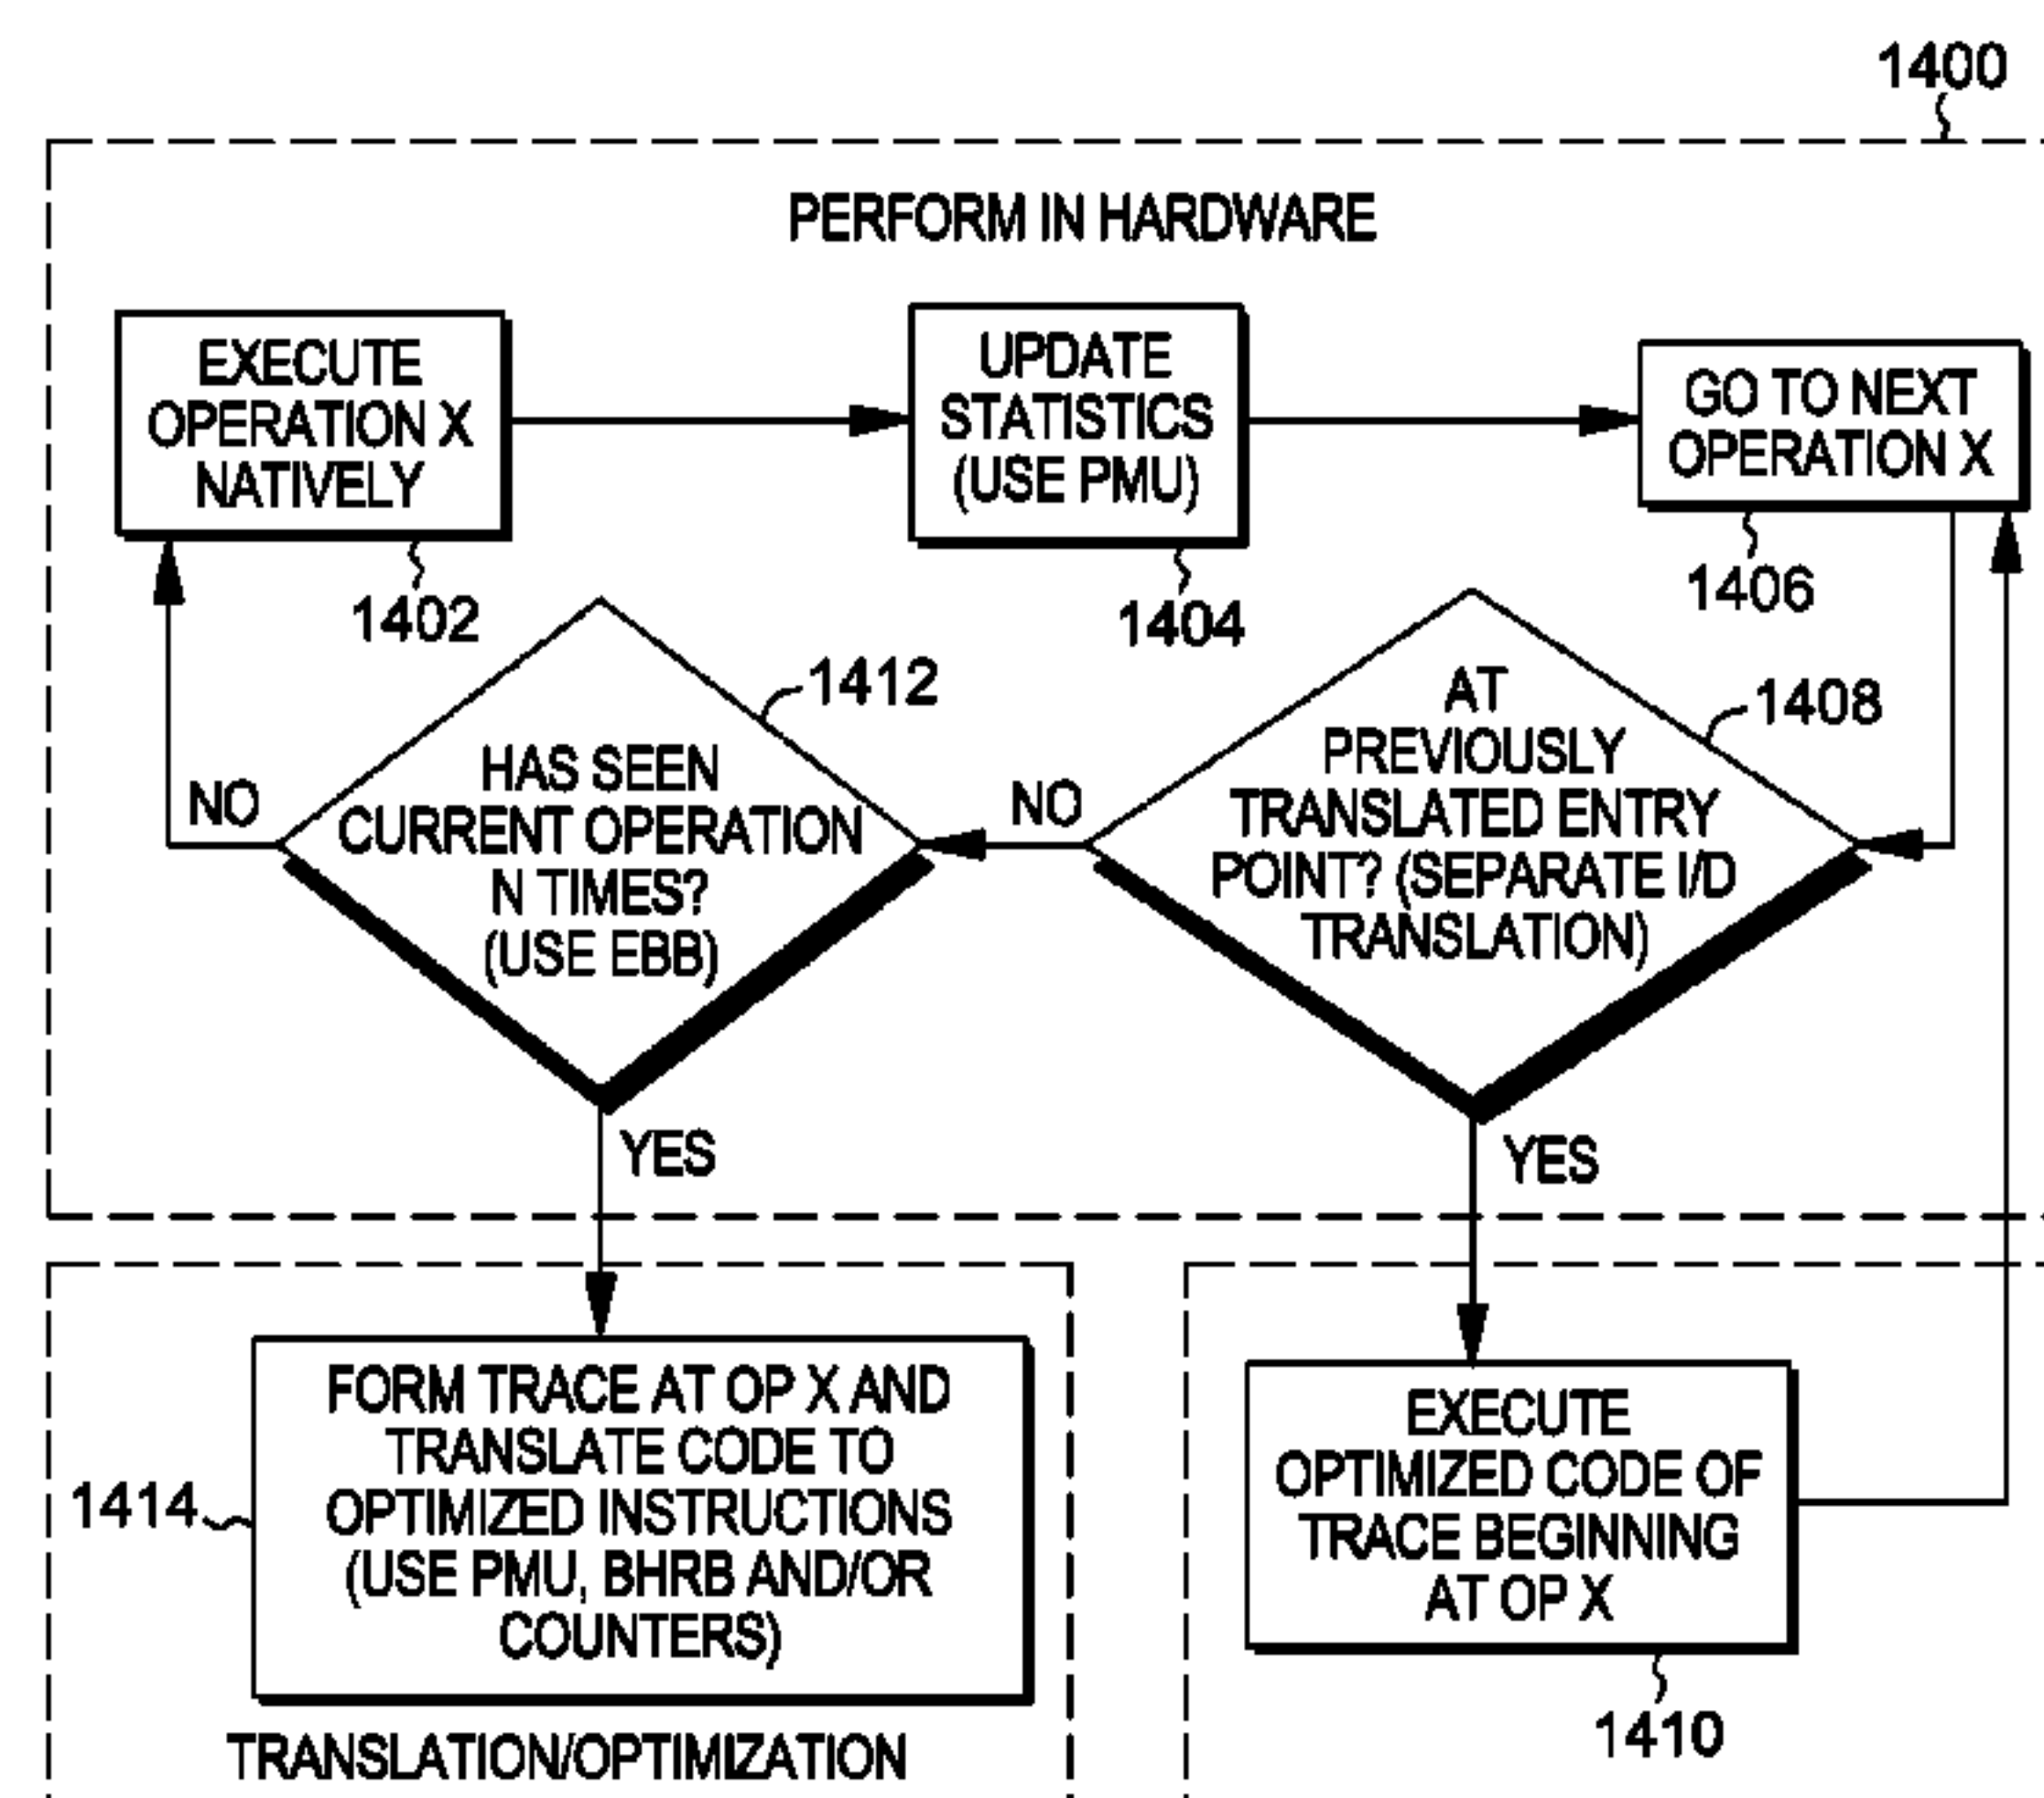 1400
PERFORM IN HARDWARE
EXECUTE
OPERATION X
NATIVELY
1402
UPDATE
STATISTICS
(USE PMU)
1404
GO TO NEXT
OPERATION X
1406
1412
HAS SEEN
CURRENT OPERATION
N TIMES?
(USE EBB)
NO
YES
1408
AT
PREVIOUSLY
TRANSLATED ENTRY
POINT? (SEPARATE I/D
TRANSLATION)
NO
YES
FORM TRACE AT OP X AND
TRANSLATE CODE TO
OPTIMIZED INSTRUCTIONS
(USE PMU, BHRB AND/OR
COUNTERS)
1414
TRANSLATION/OPTIMIZATION
EXECUTE
OPTIMIZED CODE OF
TRACE BEGINNING
AT OP X
1410